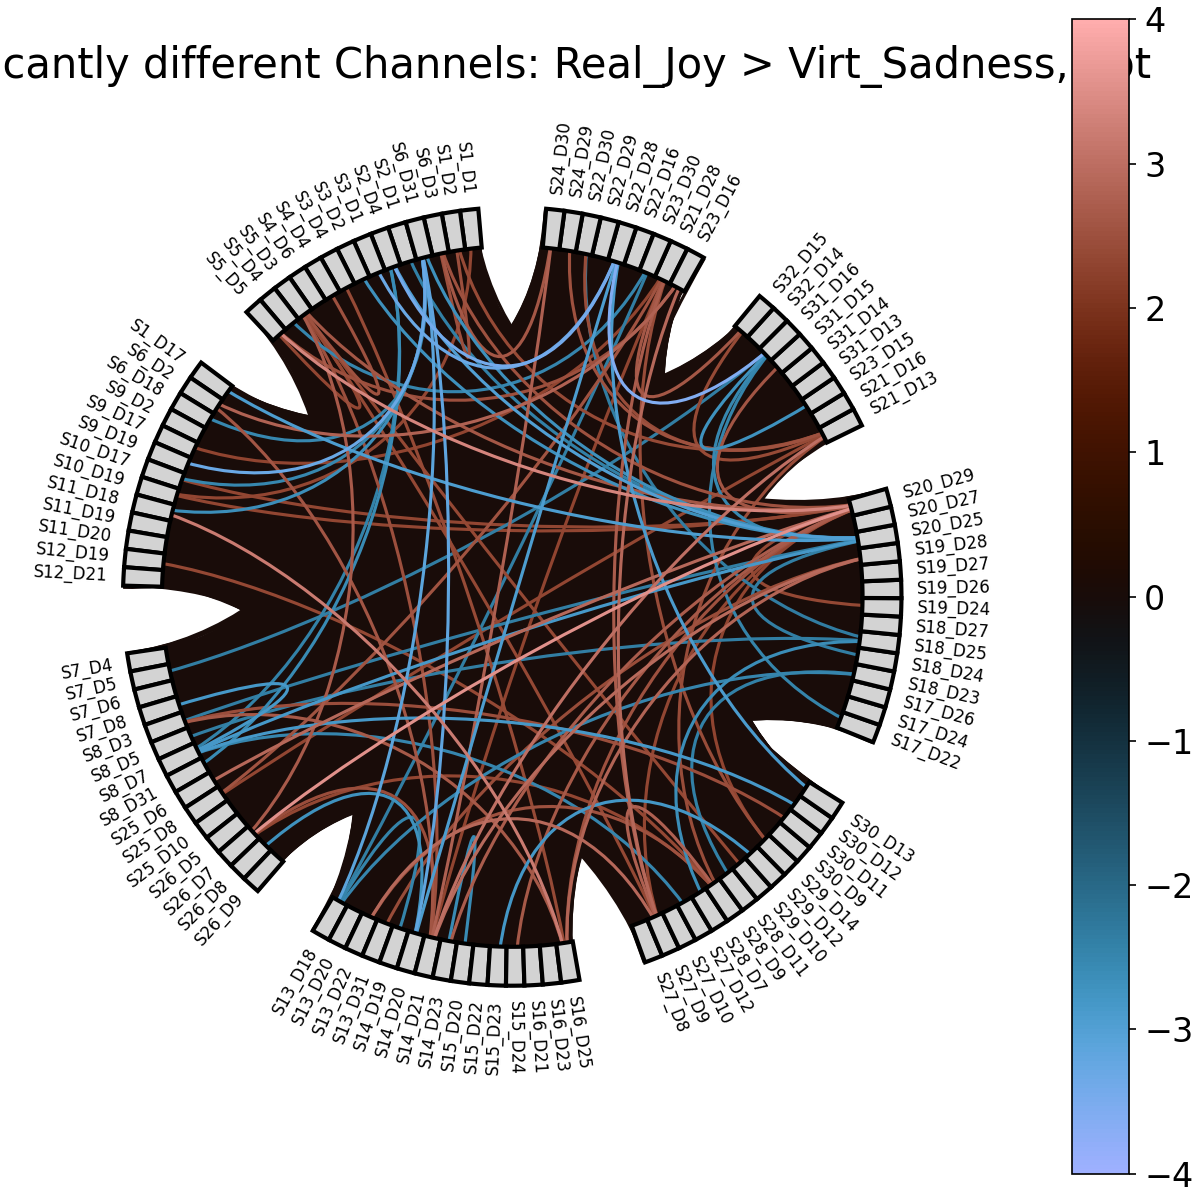 cantly different Channels: Real_Joy > Virt_Sadness,
4
3
2
1
0
−1
−2
−3
−4
S24_D30
S24_D29
S22_D30
S22_D29
S22_D28
S22_D16
S23_D30
S21_D28
S23_D16
S32_D15
S32_D14
S31_D16
S31_D15
S31_D14
S31_D13
S23_D15
S21_D16
S21_D13
S20_D29
S20_D27
S20_D25
S19_D28
S19_D27
S19_D26
S19_D24
S18_D27
S18_D25
S18_D24
S18_D23
S17_D26
S17_D24
S17_D22
S30_D13
S30_D12
S30_D11
S30_D9
S29_D14
S29_D12
S29_D10
S28_D11
S28_D9
S28_D7
S27_D12
S27_D10
S27_D9
S27_D8
S16_D25
S16_D23
S16_D21
S15_D24
S15_D23
S15_D22
S15_D20
S14_D23
S14_D21
S14_D20
S14_D19
S13_D31
S13_D22
S13_D20
S13_D18
S26_D9
S26_D8
S26_D7
S26_D5
S25_D10
S25_D8
S25_D6
S8_D31
S8_D7
S8_D5
S8_D3
S7_D8
S7_D6
S7_D5
S7_D4
S12_D21
S12_D19
S11_D20
S11_D19
S11_D18
S10_D19
S10_D17
S9_D19
S9_D17
S9_D2
S6_D18
S6_D2
S1_D17
S5_D5
S5_D4
S5_D3
S4_D6
S4_D4
S3_D4
S3_D2
S3_D1
S2_D4
S2_D1
S6_D31
S6_D3
S1_D2
S1_D1